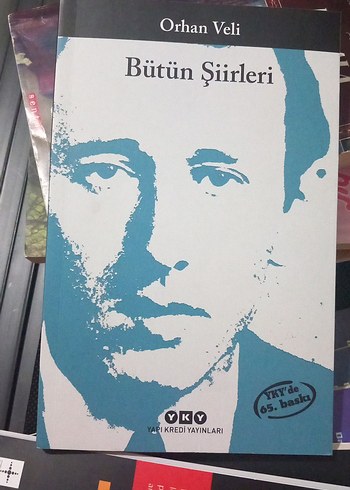 Orhan Veli
Bütün Şiirleri
YKY'de
65. baskı
YKY
YAPI KREDİ YAYINLARI